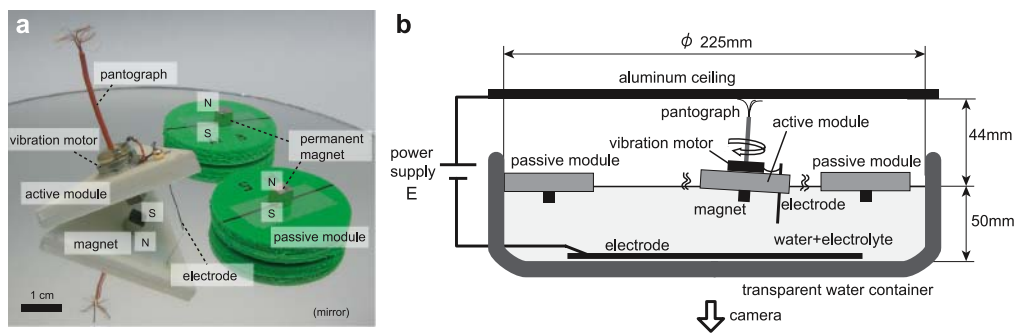 a
pantograph
vibration motor
active module
N
S
permanent
magnet
N
S
S
magnet
N
passive module
electrode
1 cm
(mirror)
b
ϕ 225mm
aluminum ceiling
pantograph
active module
vibration motor
power
supply
E
passive module
passive module
44mm
magnet
electrode
50mm
electrode
water+electrolyte
transparent water container
camera